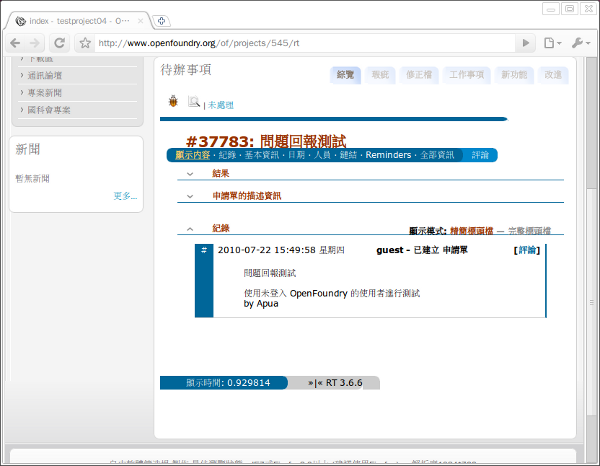 index - testproject04 - O…
http://www.openfoundry.org/of/projects/545/rt
下載區
通訊論壇
專案新聞
國科會專案
新聞
暫無新聞
更多...
待辦事項
綜覽 瑕疵 修正檔 工作事項 新功能 改進
| 未處理
#37783: 問題回報測試
顯示內容 · 紀錄 · 基本資訊 · 日期 · 人員 · 鏈結 · Reminders · 全部資訊 評論
結果
申請單的描述資訊
紀錄
顯示模式: 精簡標頭檔 — 完整標頭檔
# 2010-07-22 15:49:58 星期四 guest - 已建立 申請單 [評論]
問題回報測試
使用未登入 OpenFoundry 的使用者進行測試
by Apua
顯示時間: 0.929814 »|« RT 3.6.6